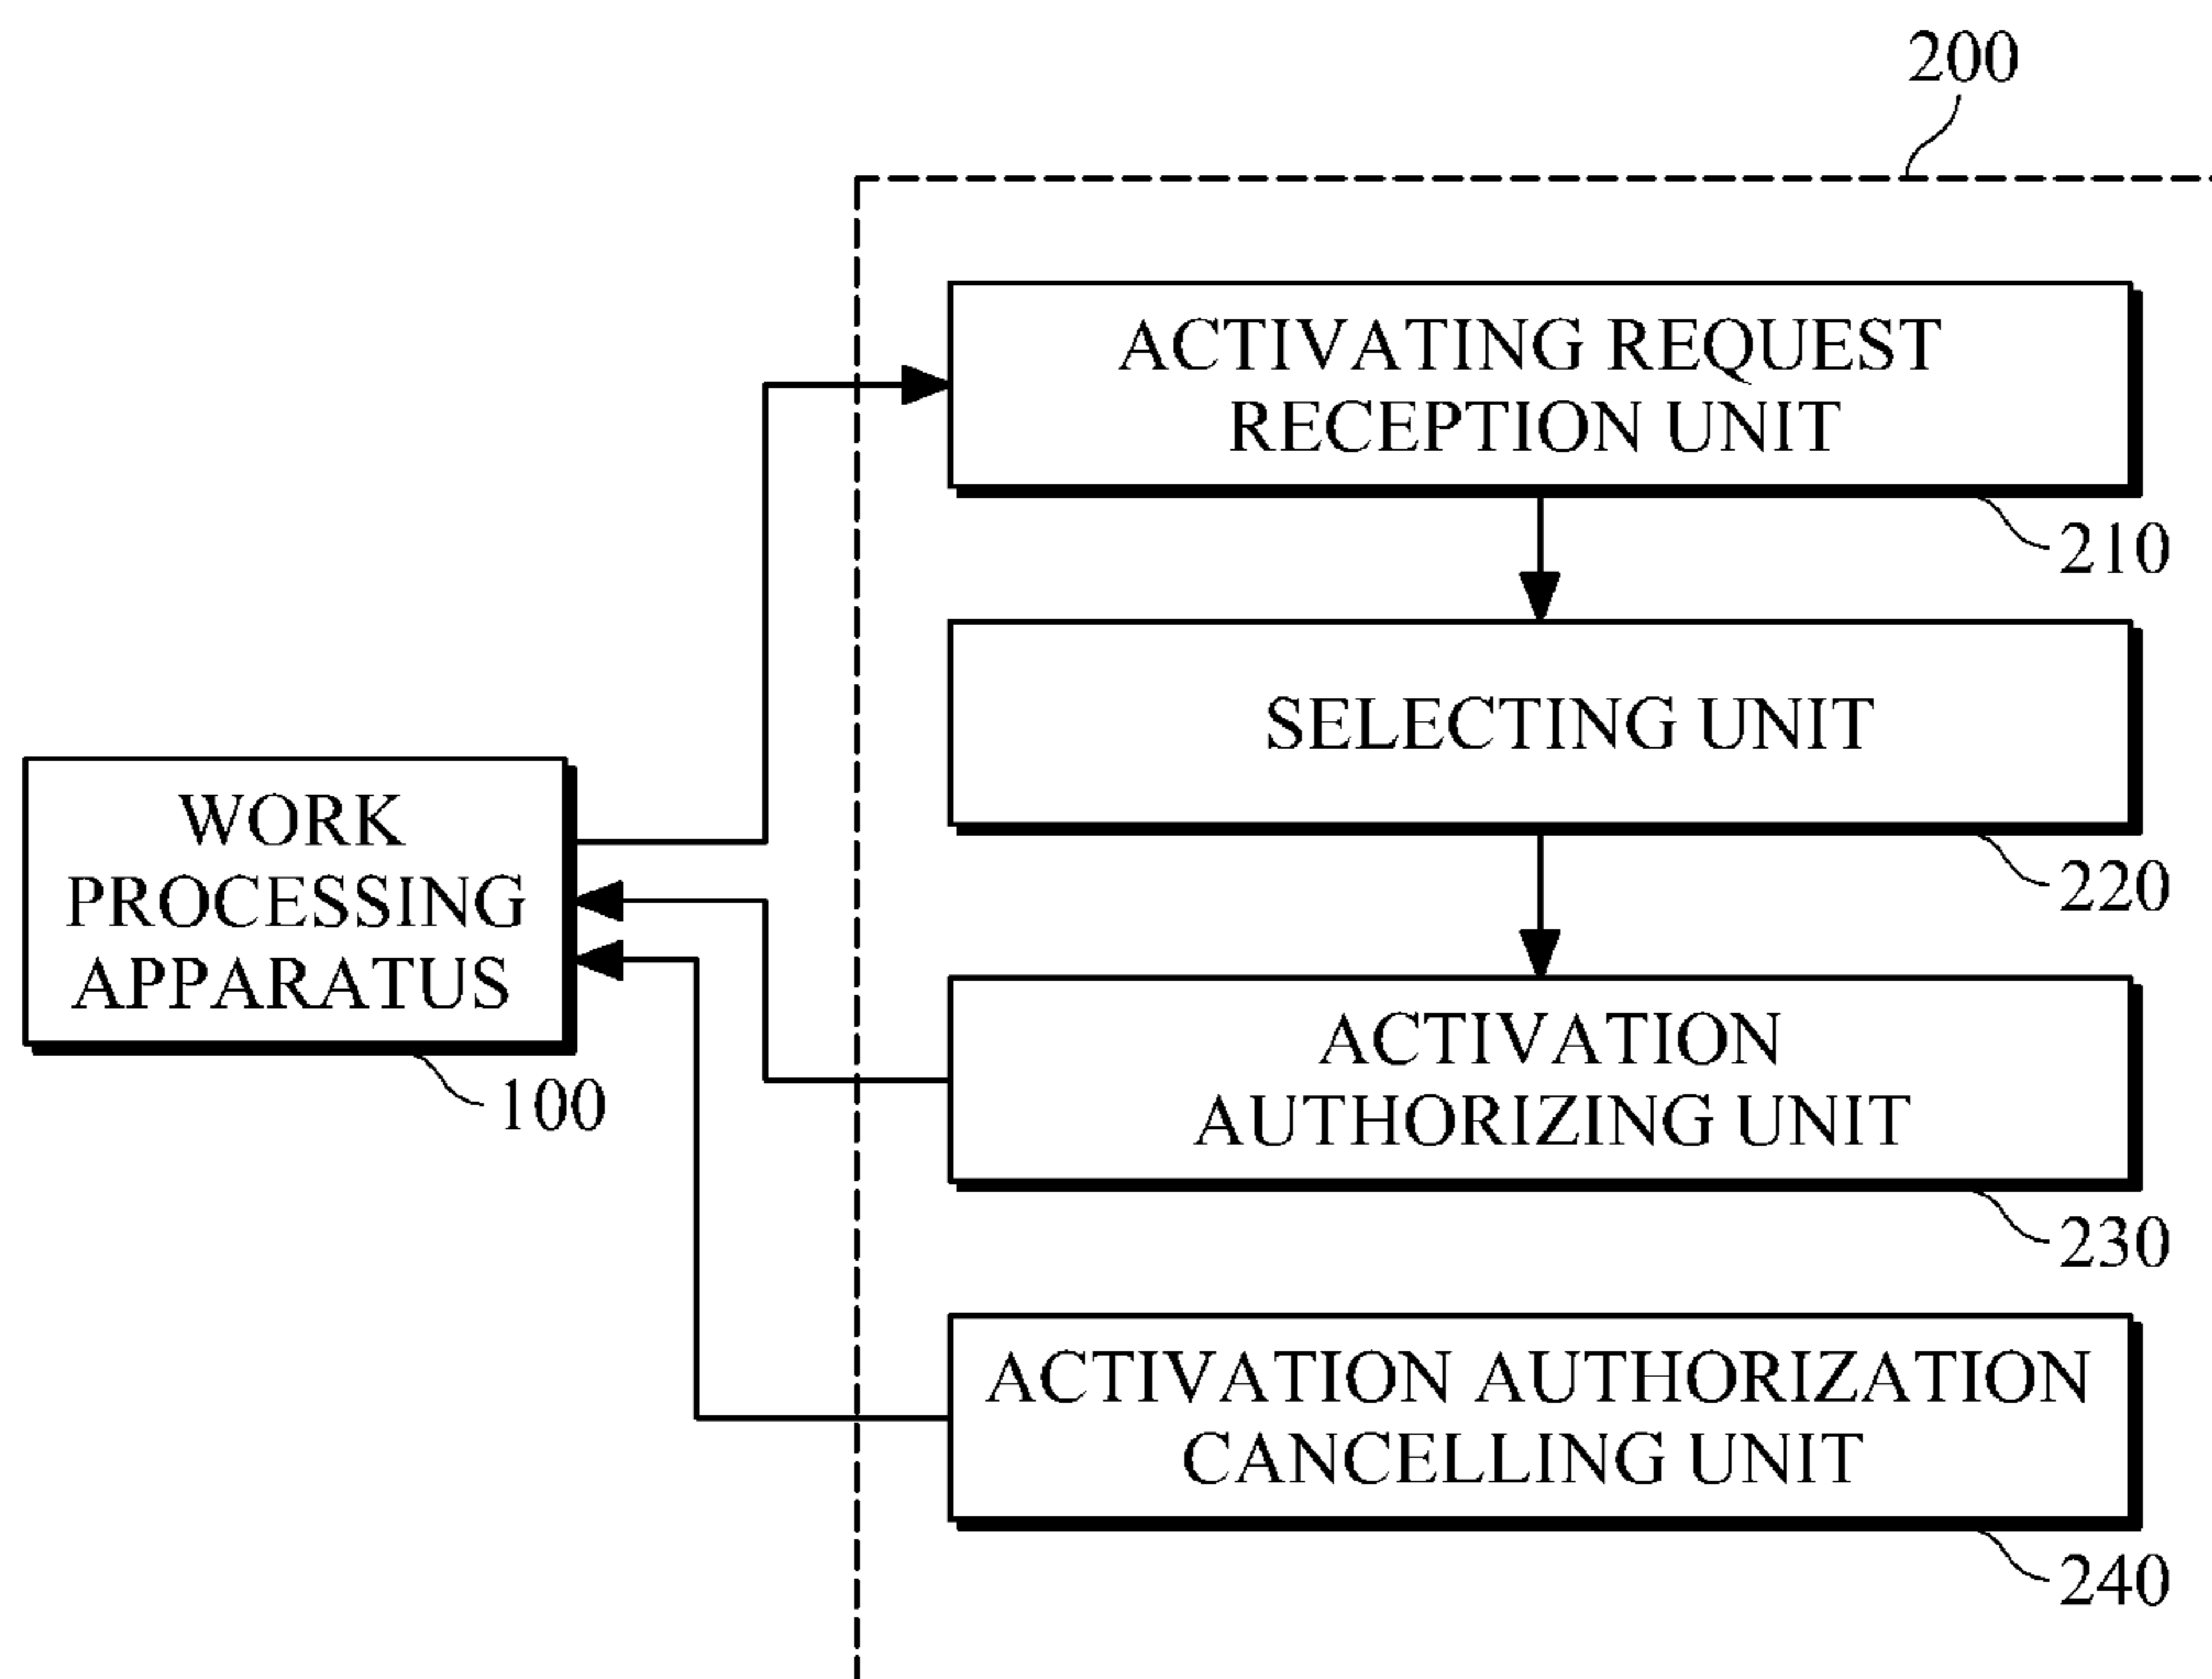 200
ACTIVATING REQUEST
RECEPTION UNIT
210
SELECTING UNIT
220
WORK
PROCESSING
APPARATUS
100
ACTIVATION
AUTHORIZING UNIT
230
ACTIVATION AUTHORIZATION
CANCELLING UNIT
240